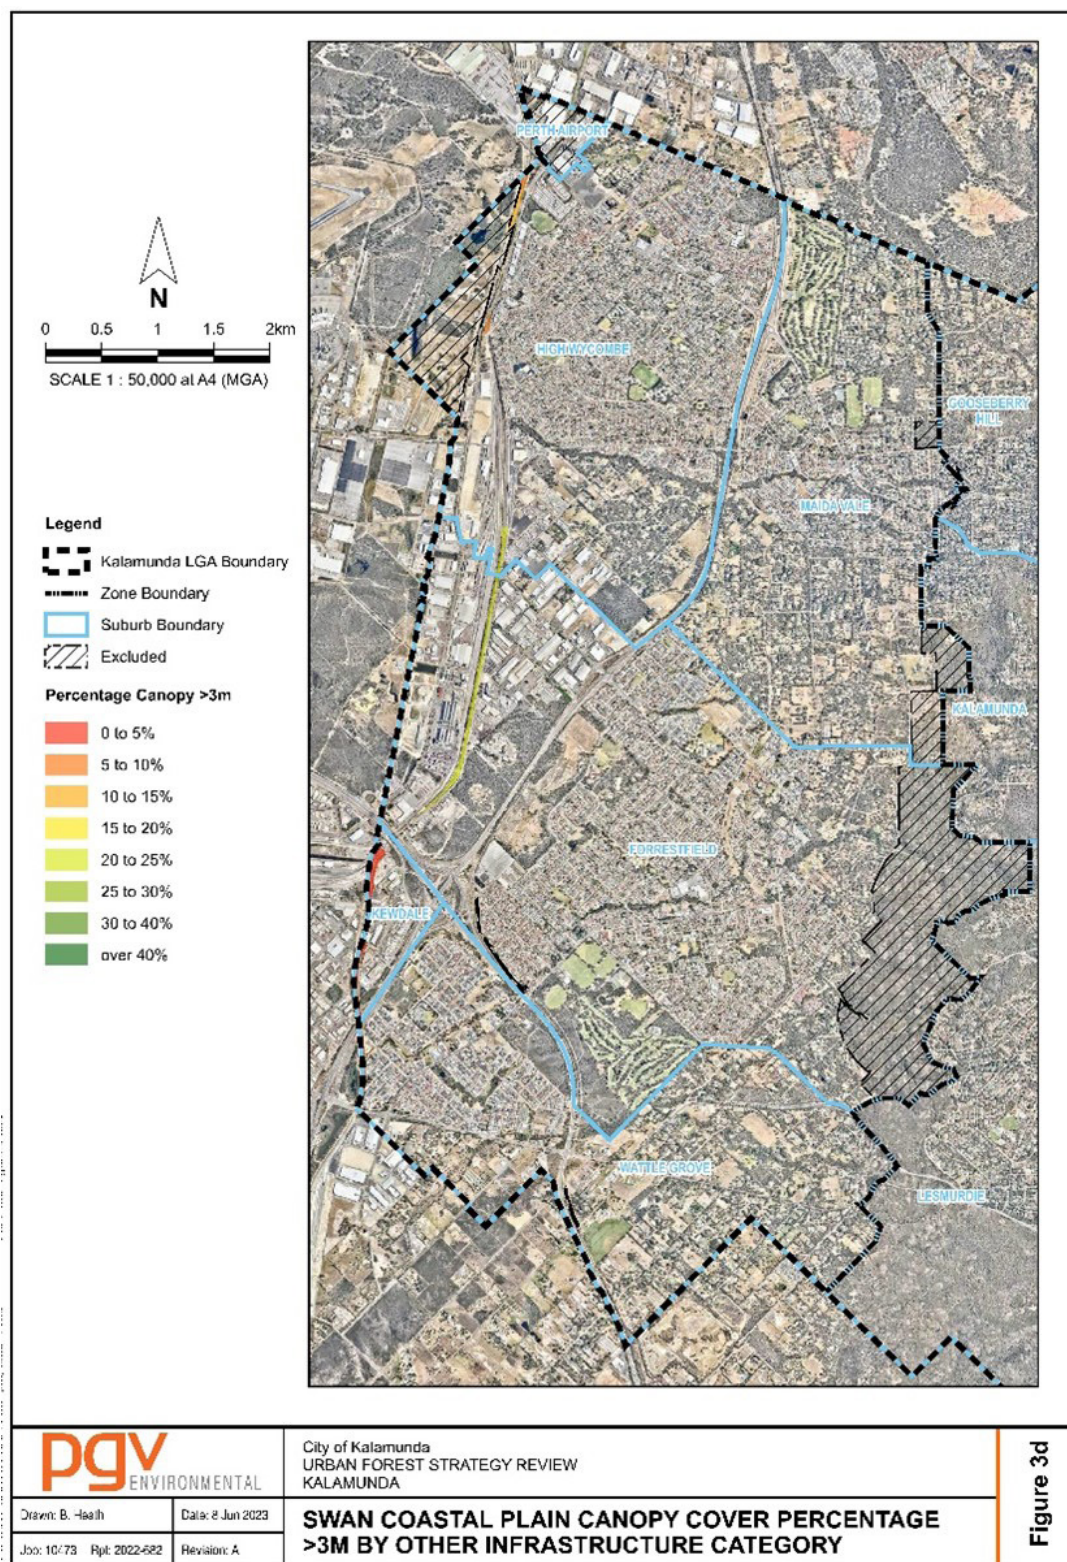 PERTH AIRPORT
HIGH WYCOMBE
GOOSEBERRY
HILL
MAIDA VALE
KALAMUNDA
FORRESTFIELD
KEWDALE
WATTLE GROVE
LESMURDIE
N
0 0.5 1 1.5 2km
SCALE 1 : 50,000 at A4 (MGA)
Legend
Kalamunda LGA Boundary
Zone Boundary
Suburb Boundary
Excluded
Percentage Canopy >3m
0 to 5%
5 to 10%
10 to 15%
15 to 20%
20 to 25%
25 to 30%
30 to 40%
over 40%
pgv
ENVIRONMENTAL
Drawn: B. Heath Date: 8 Jun 2023
Job: 10473 Rpt: 2022-682 Revision: A
City of Kalamunda
URBAN FOREST STRATEGY REVIEW
KALAMUNDA
SWAN COASTAL PLAIN CANOPY COVER PERCENTAGE
>3M BY OTHER INFRASTRUCTURE CATEGORY
Figure 3d